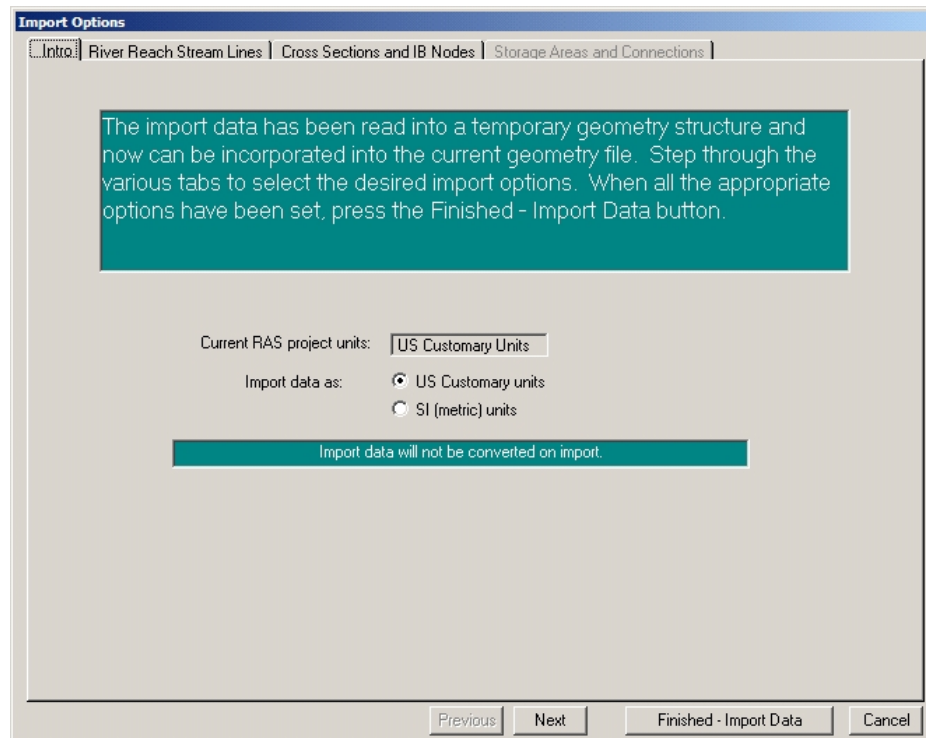 Import Options
Intro River Reach Stream Lines Cross Sections and IB Nodes Storage Areas and Connections
The import data has been read into a temporary geometry structure and
now can be incorporated into the current geometry file. Step through the
various tabs to select the desired import options. When all the appropriate
options have been set, press the Finished - Import Data button.
Current RAS project units: US Customary Units
Import data as: US Customary units
SI (metric) units
Import data will not be converted on import.
Previous Next Finished - Import Data Cancel